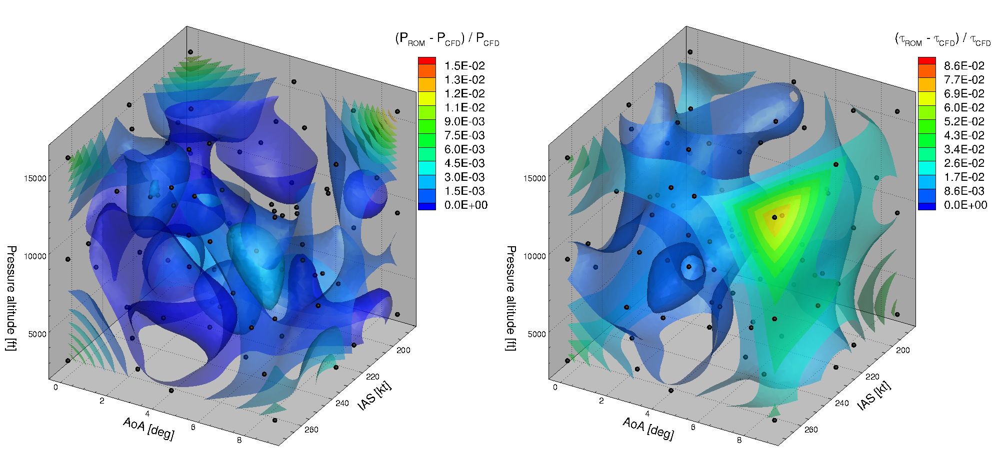 (P_ROM - P_CFD) / P_CFD
1.5E-02
1.3E-02
1.2E-02
1.1E-02
9.0E-03
7.5E-03
6.0E-03
4.5E-03
3.0E-03
1.5E-03
0.0E+00
Pressure altitude [ft]
15000
10000
5000
0
2
4
6
8
AoA [deg]
200
220
240
260
IAS [kt]
(τ_ROM - τ_CFD) / τ_CFD
8.6E-02
7.7E-02
6.9E-02
6.0E-02
5.2E-02
4.3E-02
3.4E-02
2.6E-02
1.7E-02
8.6E-03
0.0E+00
Pressure altitude [ft]
15000
10000
5000
0
2
4
6
8
AoA [deg]
200
220
240
260
IAS [kt]